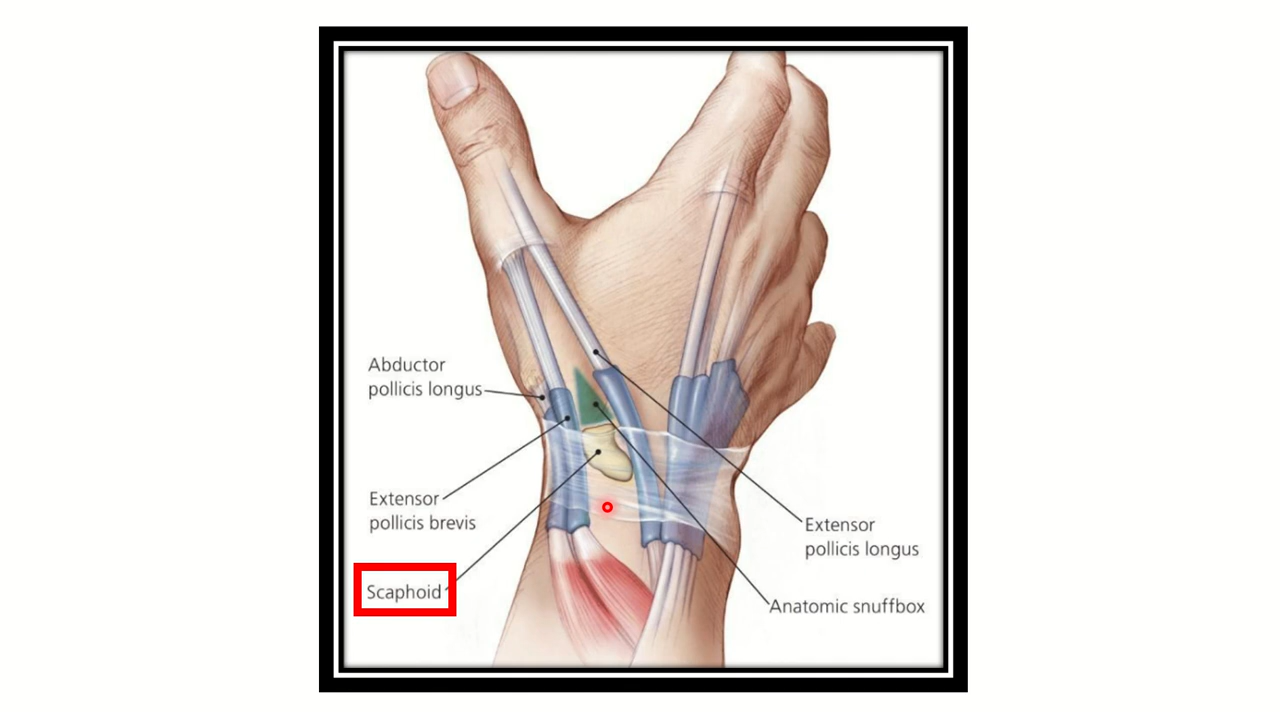 Abductor
pollicis longus
Extensor
pollicis brevis
Scaphoid
Extensor
pollicis longus
Anatomic snuffbox